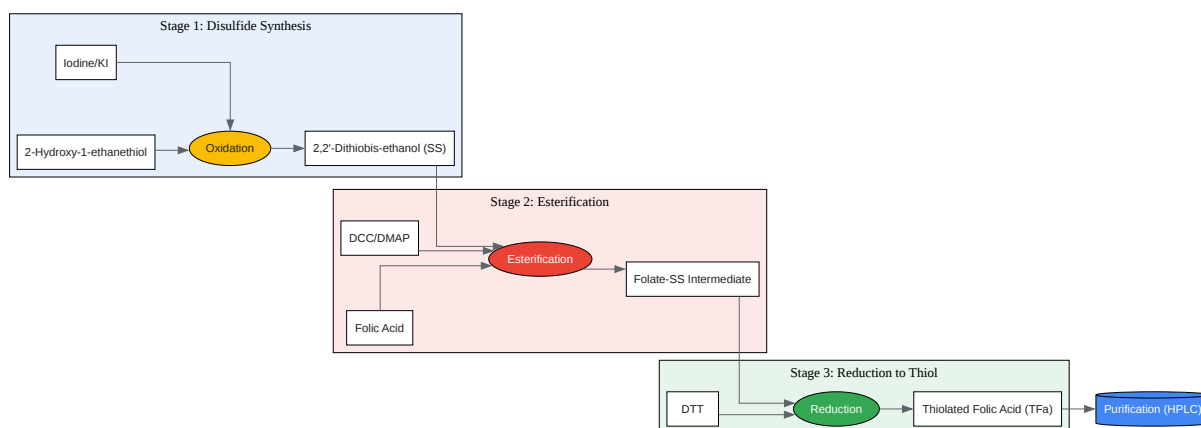 Stage 1: Disulfide Synthesis
Iodine/KI
2-Hydroxy-1-ethanethiol
Oxidation
2,2'-Dithiobis-ethanol (SS)
Stage 2: Esterification
DCC/DMAP
Esterification
Folate-SS Intermediate
Folic Acid
Stage 3: Reduction to Thiol
DTT
Reduction
Thiolated Folic Acid (TFa)
Purification (HPLC)